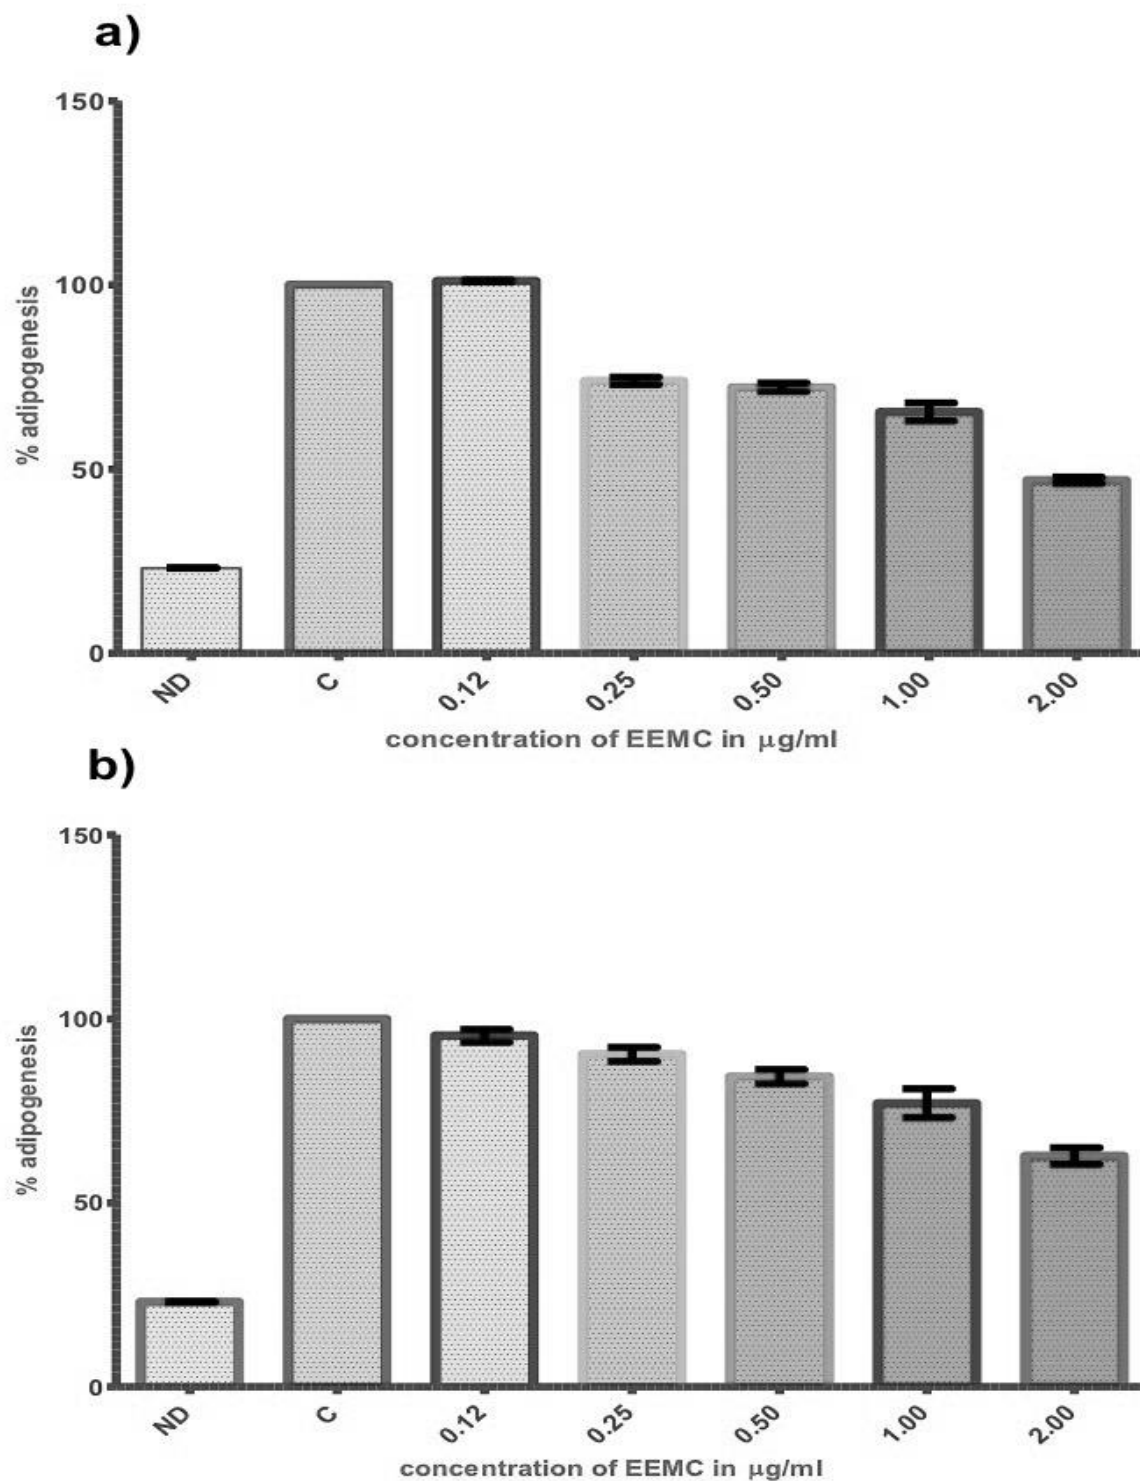 a)
150
100
50
0
% adipogenesis
ND C 0.12 0.25 0.50 1.00 2.00
concentration of EEMC in μg/ml
b)
150
100
50
0
% adipogenesis
ND C 0.12 0.25 0.50 1.00 2.00
concentration of EEMC in μg/ml